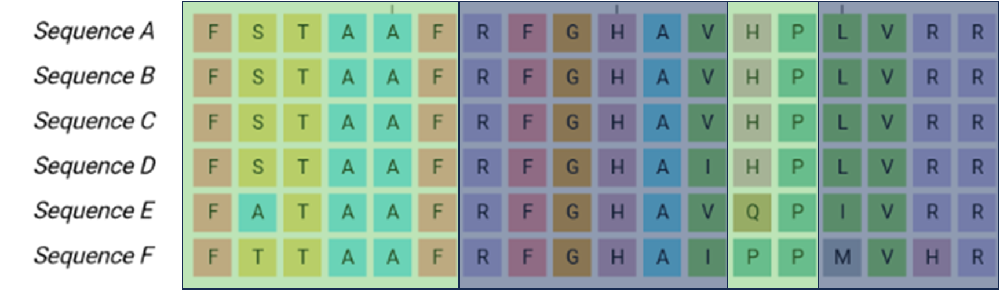 Sequence A F S T A A F R F G H A V H P L V R R
Sequence B F S T A A F R F G H A V H P L V R R
Sequence C F S T A A F R F G H A V H P L V R R
Sequence D F S T A A F R F G H A I H P L V R R
Sequence E F A T A A F R F G H A V Q P I V R R
Sequence F F T T A A F R F G H A I P P M V H R